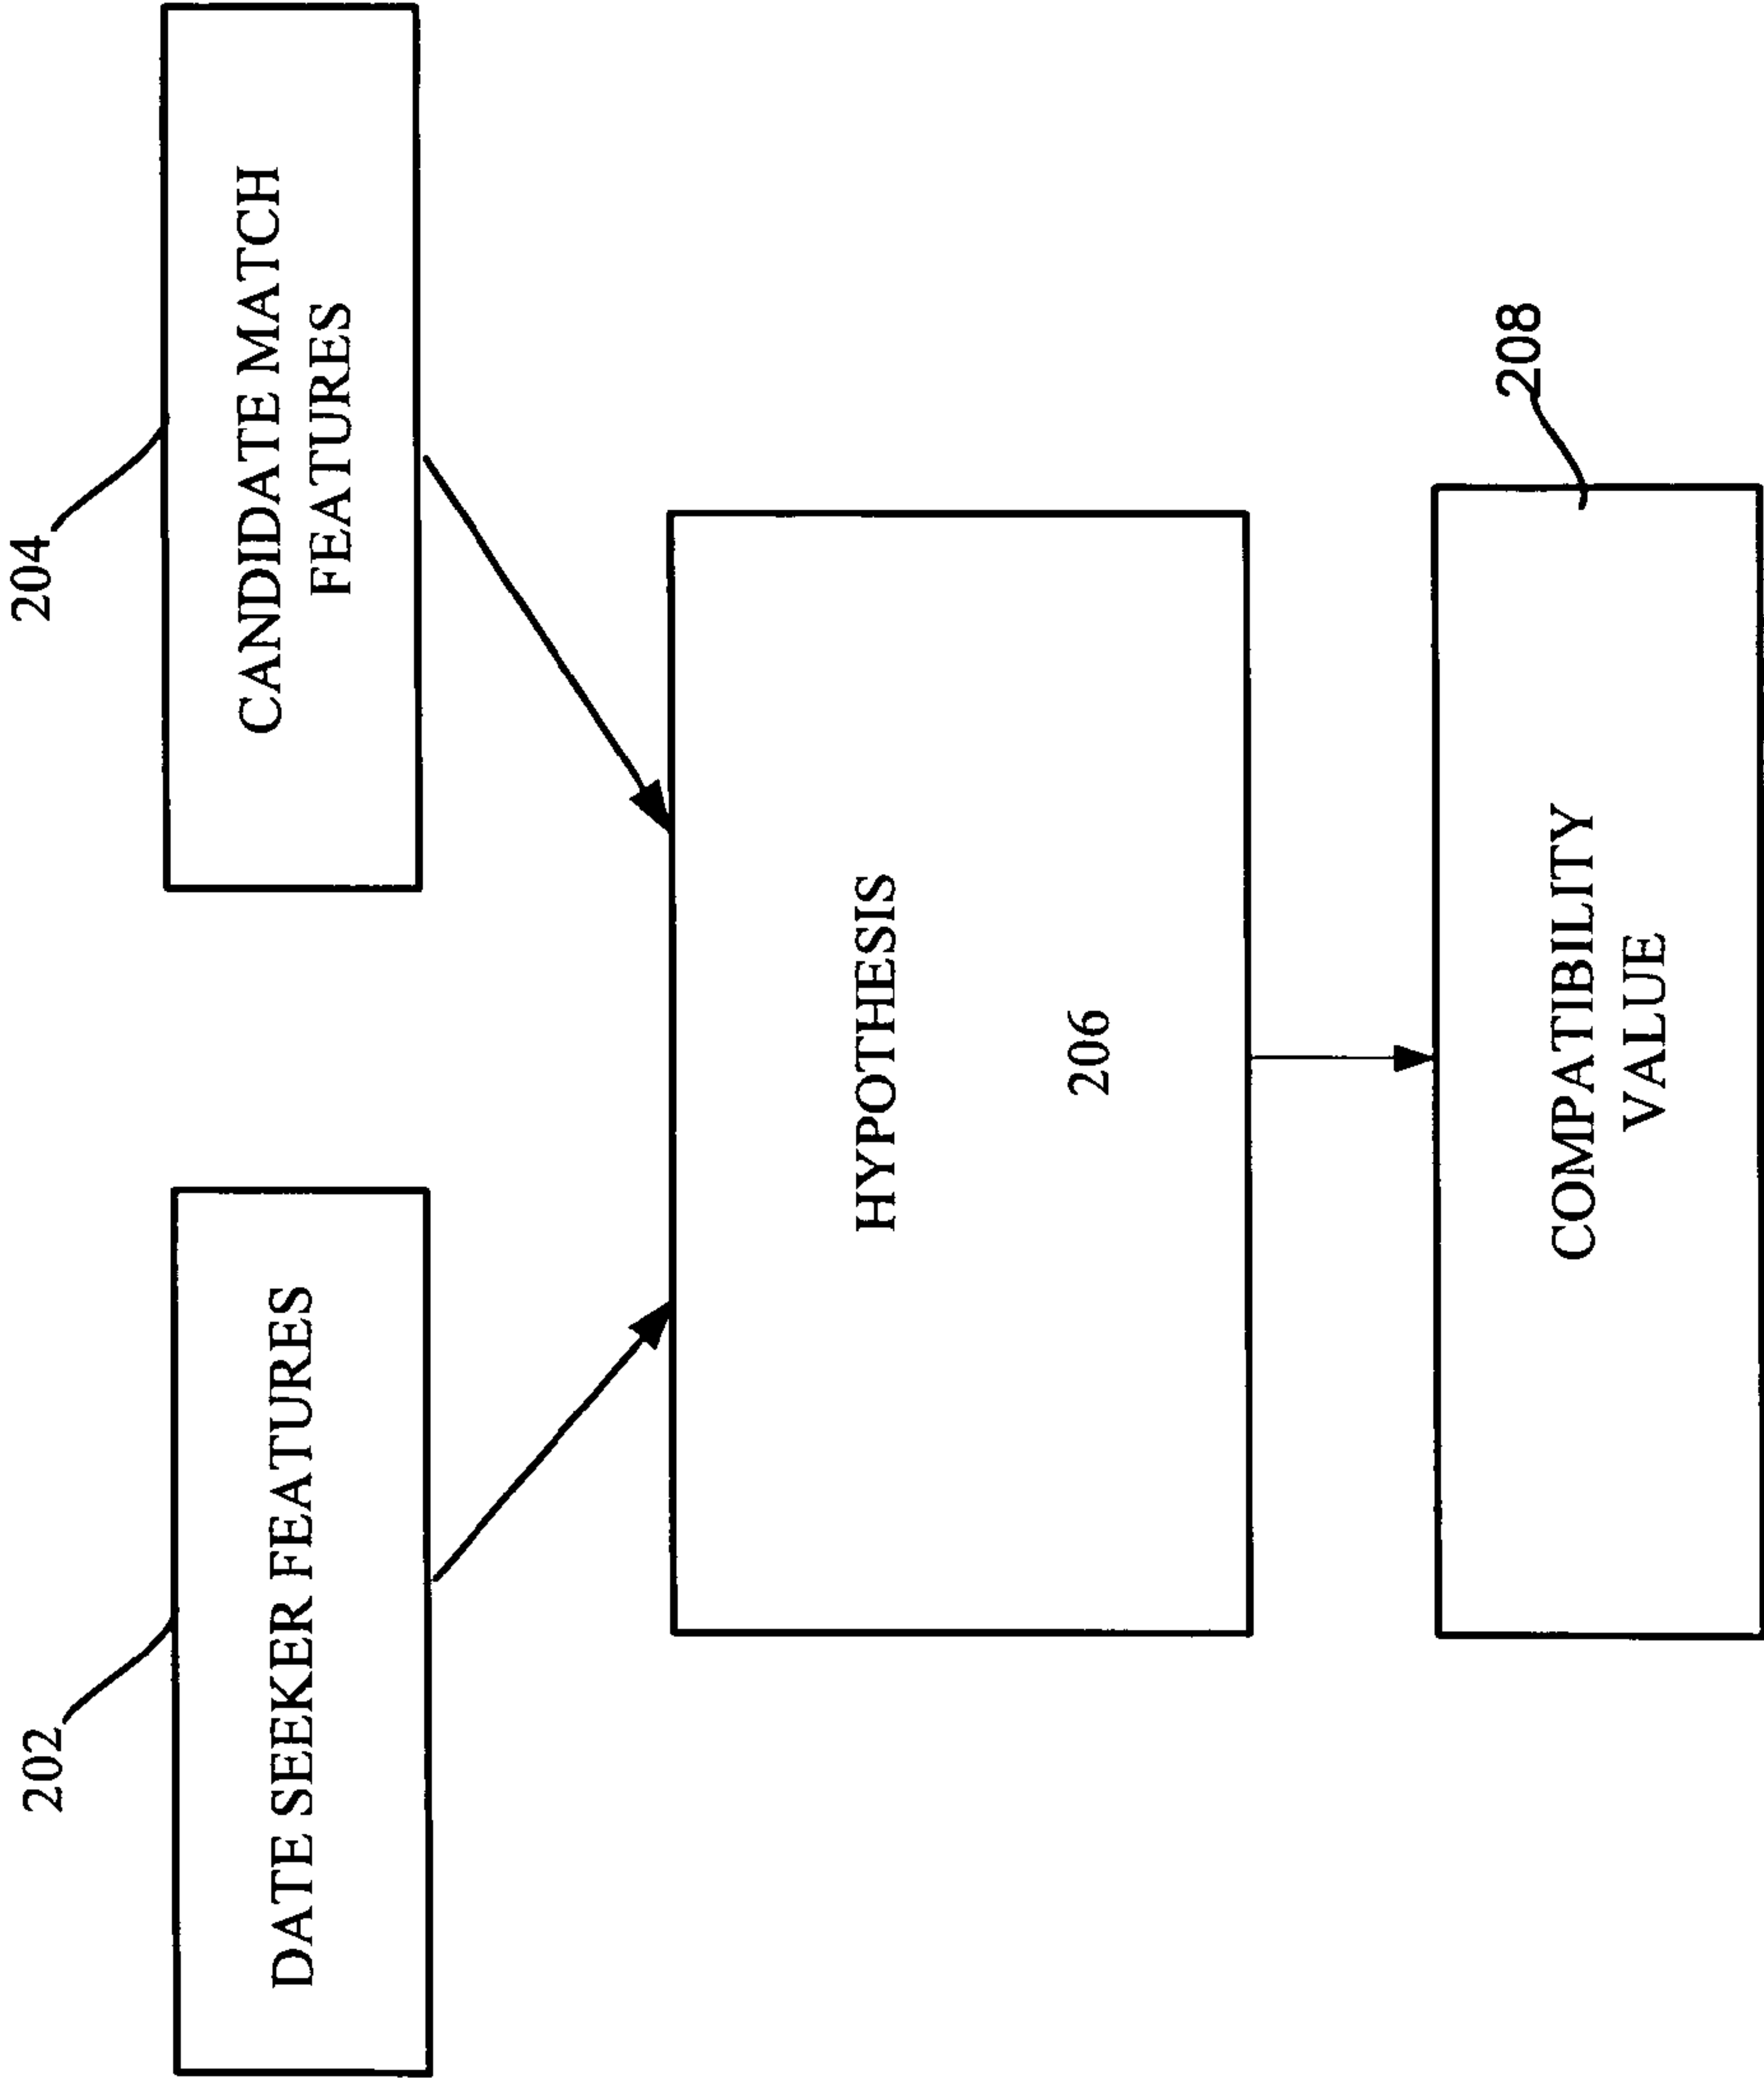 202
DATE SEEKER FEATURES
204
CANDIDATE MATCH
FEATURES
HYPOTHESIS
206
208
COMPATIBILITY
VALUE